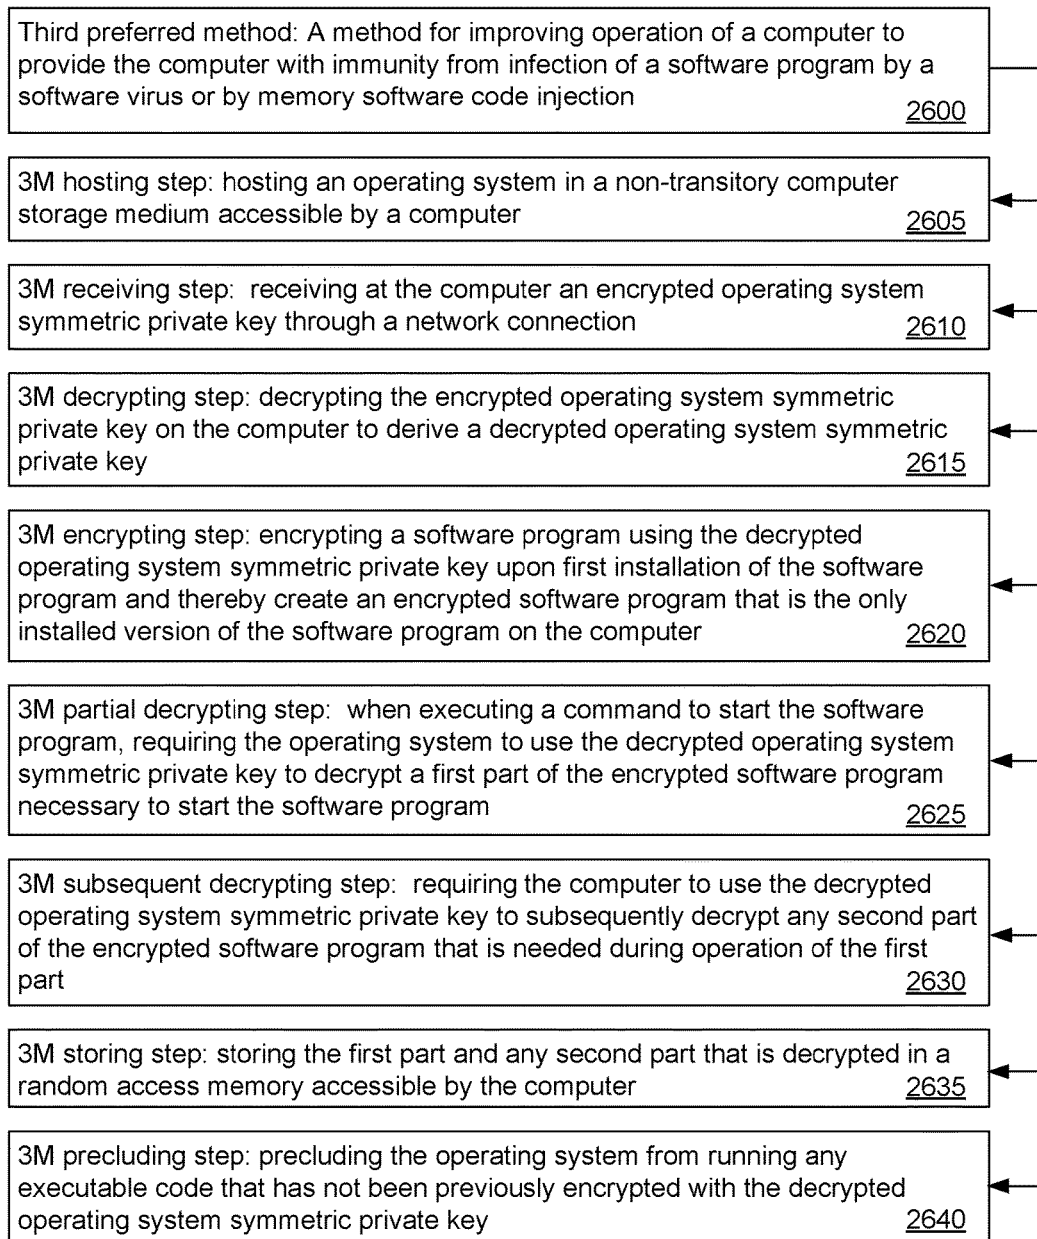 Third preferred method: A method for improving operation of a computer to
provide the computer with immunity from infection of a software program by a
software virus or by memory software code injection
2600
3M hosting step: hosting an operating system in a non-transitory computer
storage medium accessible by a computer
2605
3M receiving step: receiving at the computer an encrypted operating system
symmetric private key through a network connection
2610
3M decrypting step: decrypting the encrypted operating system symmetric
private key on the computer to derive a decrypted operating system symmetric
private key
2615
3M encrypting step: encrypting a software program using the decrypted
operating system symmetric private key upon first installation of the software
program and thereby create an encrypted software program that is the only
installed version of the software program on the computer
2620
3M partial decrypting step: when executing a command to start the software
program, requiring the operating system to use the decrypted operating system
symmetric private key to decrypt a first part of the encrypted software program
necessary to start the software program
2625
3M subsequent decrypting step: requiring the computer to use the decrypted
operating system symmetric private key to subsequently decrypt any second part
of the encrypted software program that is needed during operation of the first
part
2630
3M storing step: storing the first part and any second part that is decrypted in a
random access memory accessible by the computer
2635
3M precluding step: precluding the operating system from running any
executable code that has not been previously encrypted with the decrypted
operating system symmetric private key
2640